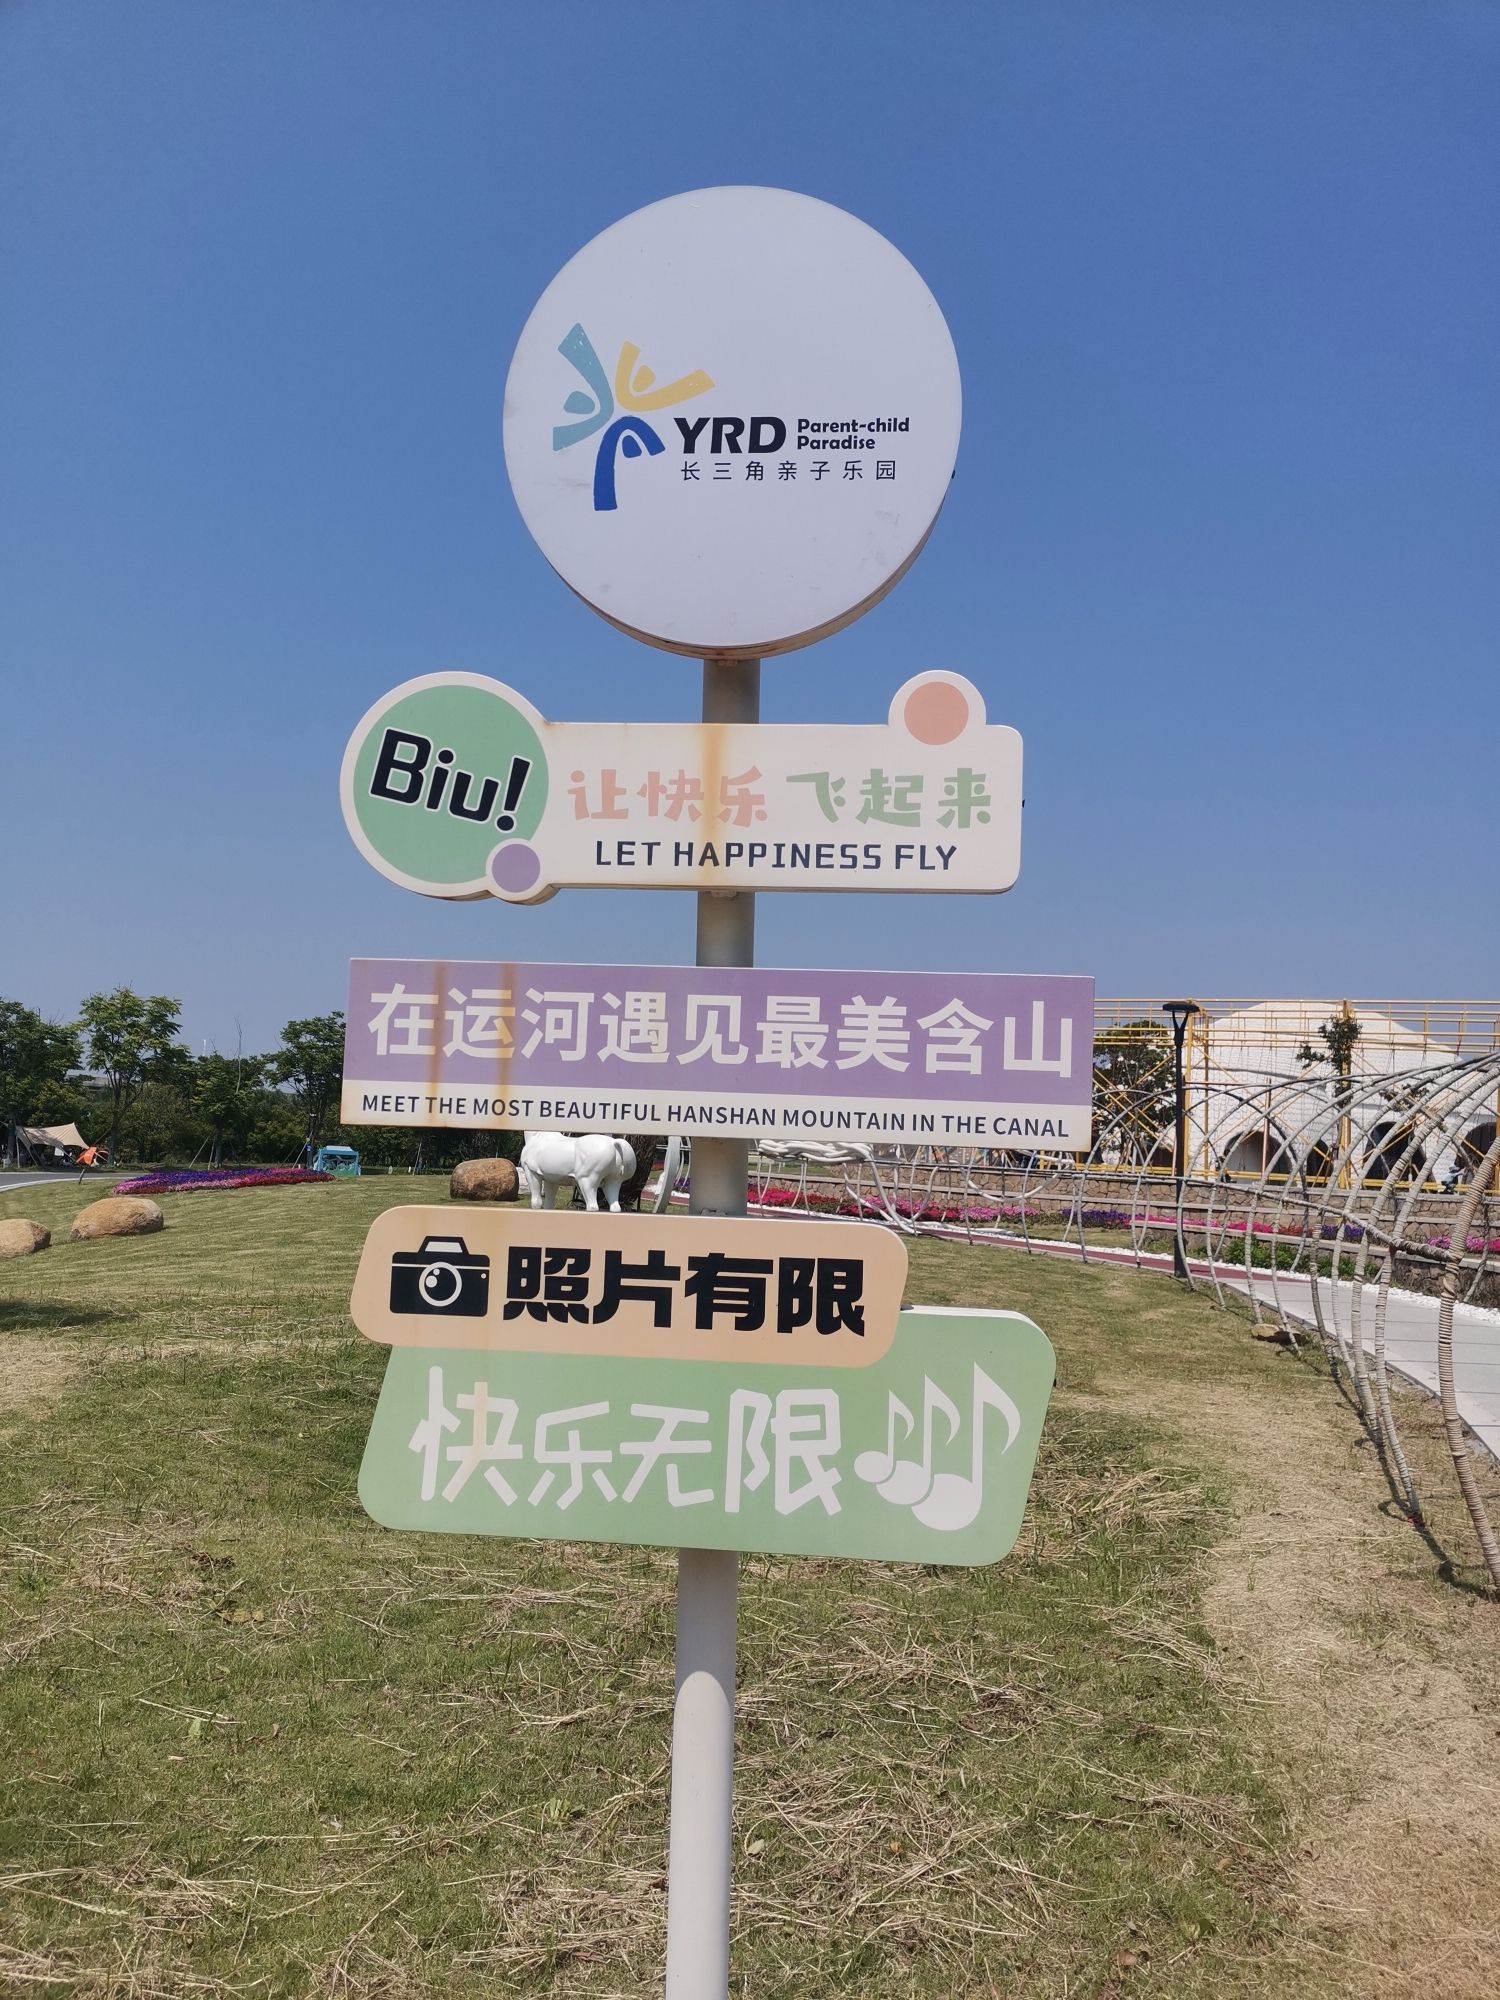 YRD Parent-child
Paradise
长三角亲子乐园
Biu!
让快乐飞起来
LET HAPPINESS FLY
在运河遇见最美含山
MEET THE MOST BEAUTIFUL HANSHAN MOUNTAIN IN THE CANAL
照片有限
快乐无限